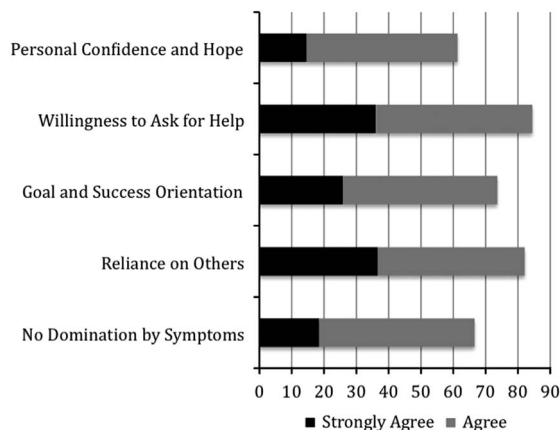 Personal Confidence and Hope
Willingness to Ask for Help
Goal and Success Orientation
Reliance on Others
No Domination by Symptoms
0 10 20 30 40 50 60 70 80 90
Strongly Agree Agree